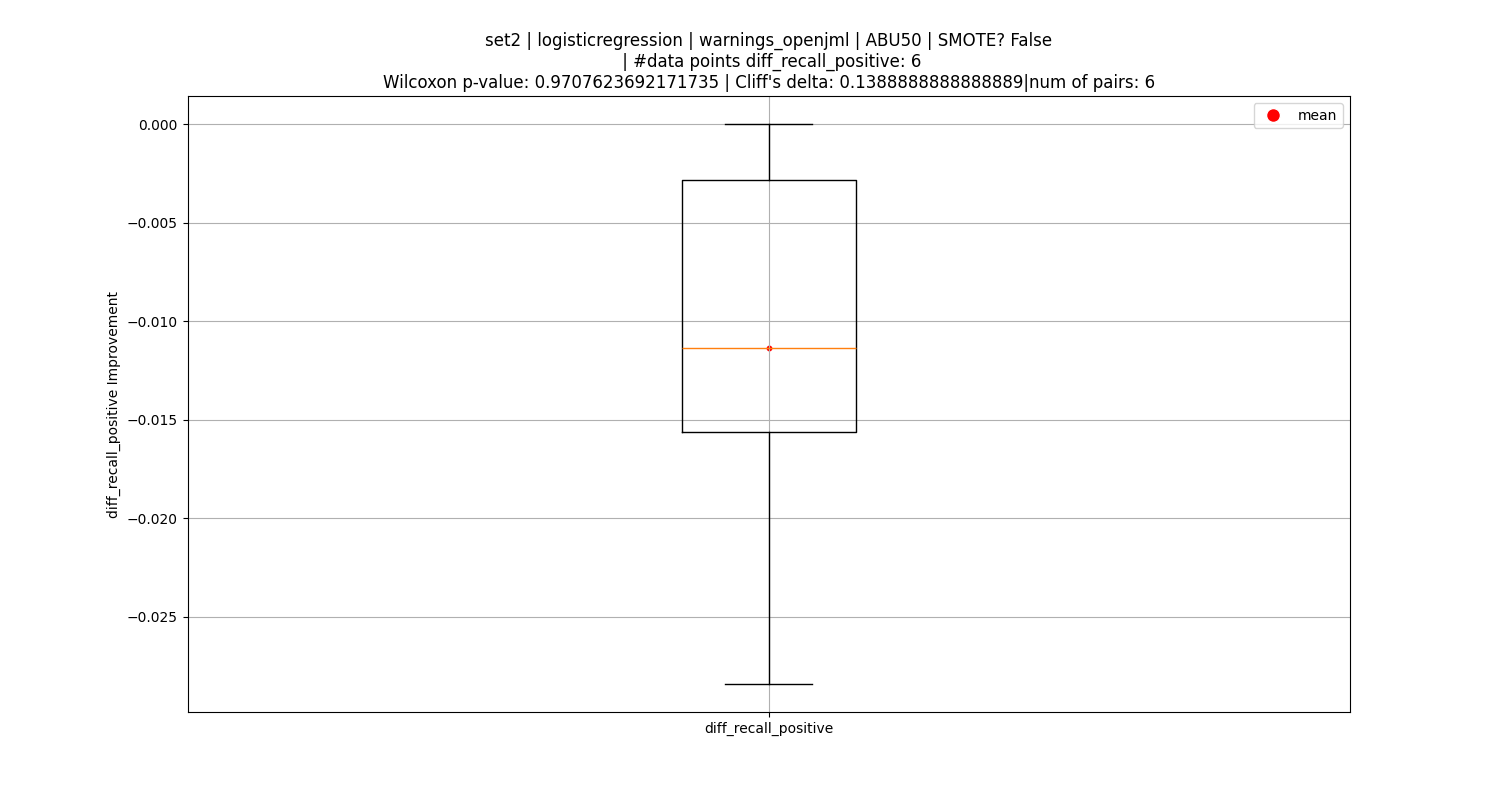 set2 | logisticregression | warnings_openjml | ABU50 | SMOTE? False
| #data points diff_recall_positive: 6
Wilcoxon p-value: 0.9707623692171735 | Cliff's delta: 0.1388888888888889|num of pairs: 6
mean
0.000
−0.005
−0.010
−0.015
−0.020
−0.025
diff_recall_positive Improvement
diff_recall_positive